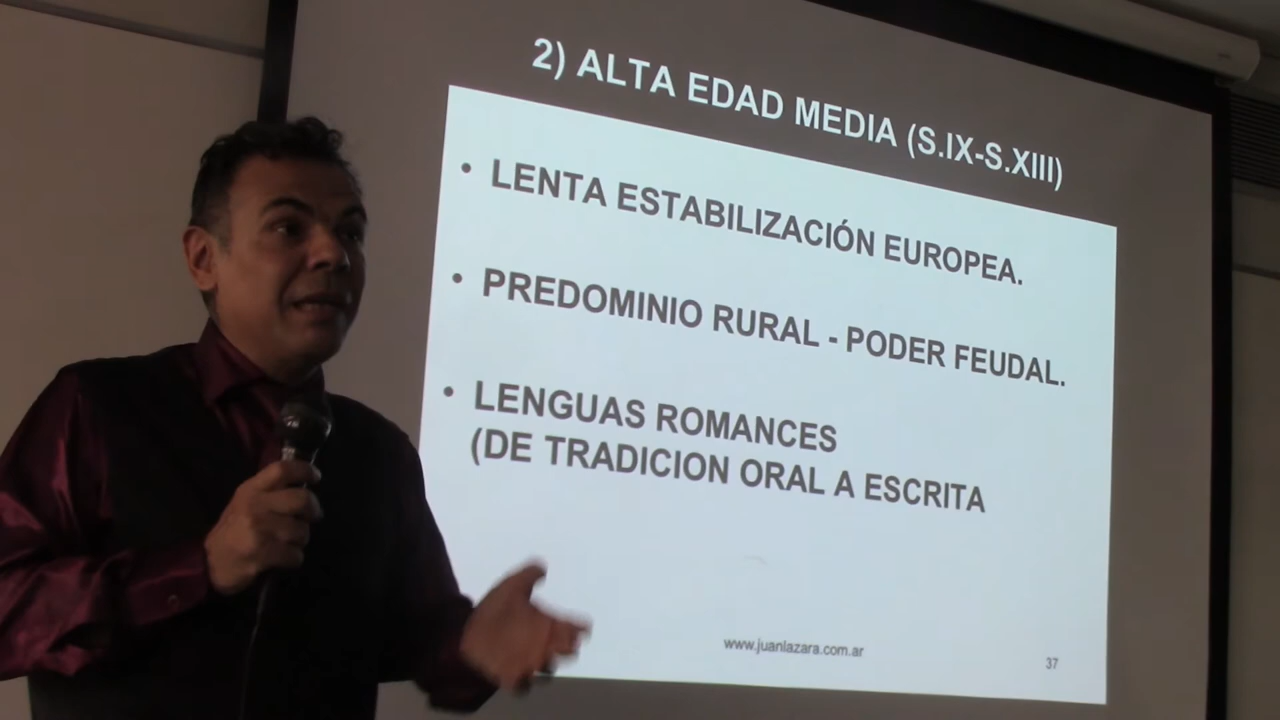 2) ALTA EDAD MEDIA (S.IX-S.XIII)
• LENTA ESTABILIZACIÓN EUROPEA.
• PREDOMINIO RURAL - PODER FEUDAL.
• LENGUAS ROMANCES
(DE TRADICION ORAL A ESCRITA
www.juanlazara.com.ar
37